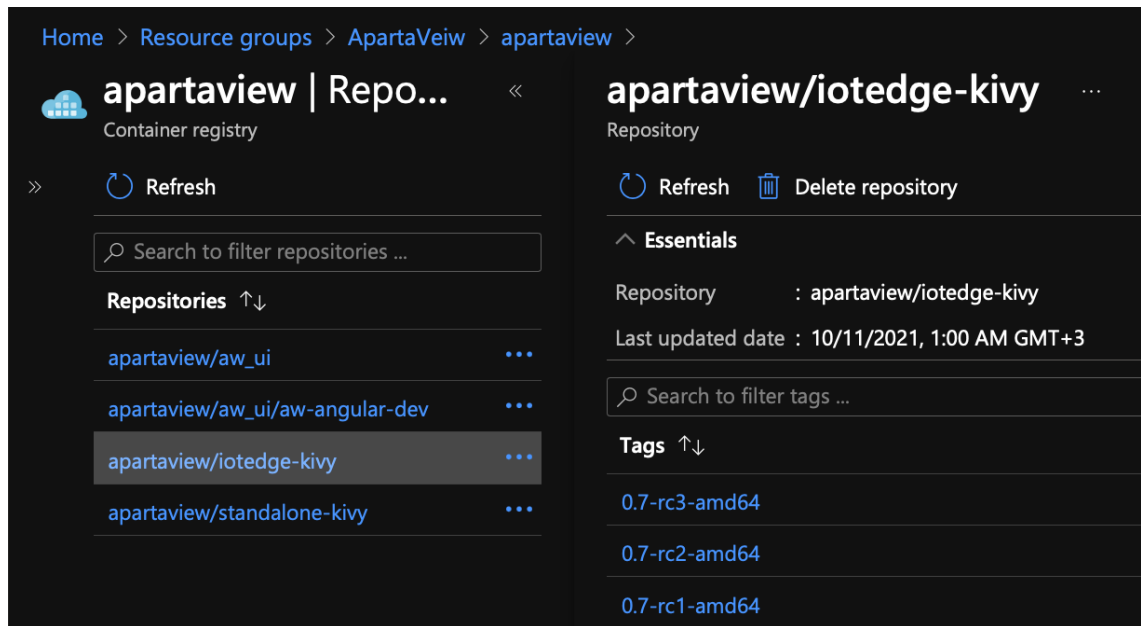 Home > Resource groups > ApartaVeiw > apartaview >
apartaview | Repo...
Container registry
Refresh
Search to filter repositories ...
Repositories ↑↓
apartaview/aw_ui
apartaview/aw_ui/aw-angular-dev
apartaview/iotedge-kivy
apartaview/standalone-kivy
apartaview/iotedge-kivy ...
Repository
Refresh Delete repository
Essentials
Repository : apartaview/iotedge-kivy
Last updated date : 10/11/2021, 1:00 AM GMT+3
Search to filter tags ...
Tags ↑↓
0.7-rc3-amd64
0.7-rc2-amd64
0.7-rc1-amd64